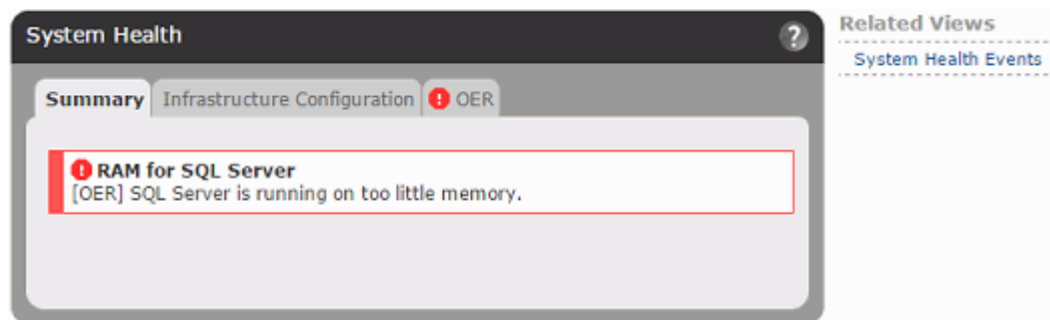 System Health
?
Related Views
System Health Events
Summary
Infrastructure Configuration
! OER
! RAM for SQL Server
[OER] SQL Server is running on too little memory.